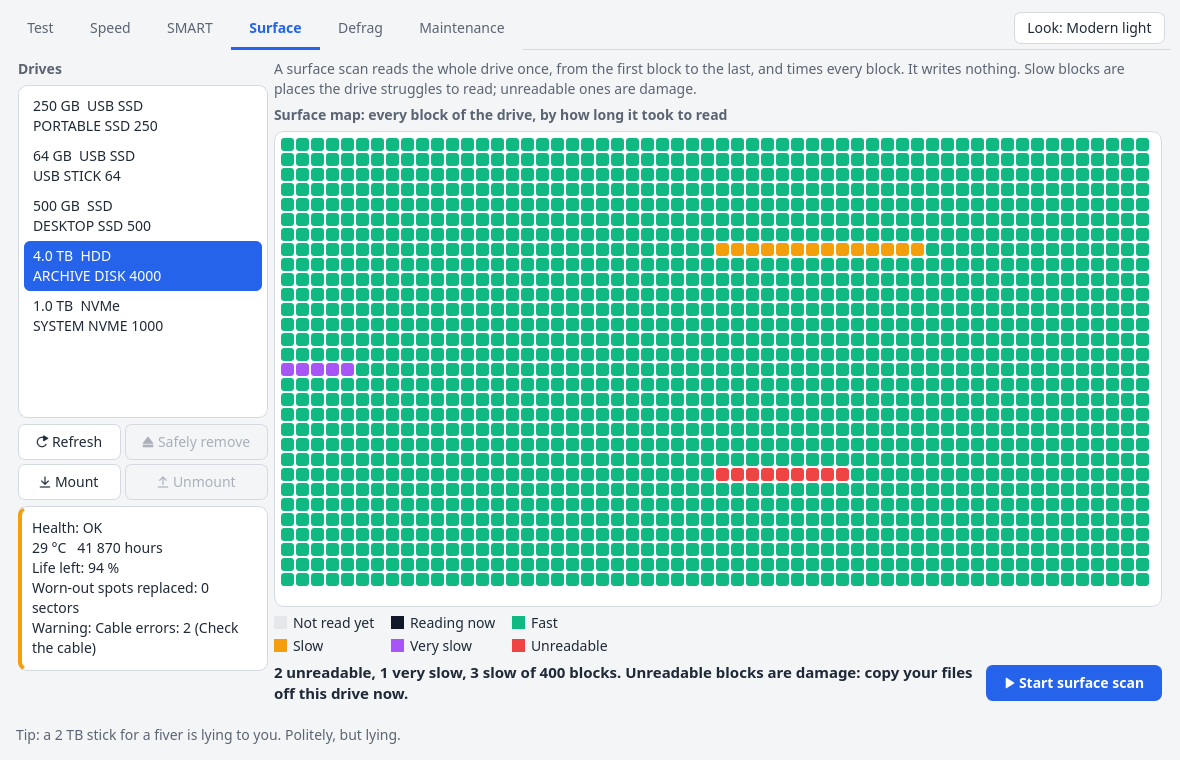 Test Speed SMART Surface Defrag Maintenance Look: Modern light
Drives
250 GB USB SSD
PORTABLE SSD 250
64 GB USB SSD
USB STICK 64
500 GB SSD
DESKTOP SSD 500
4.0 TB HDD
ARCHIVE DISK 4000
1.0 TB NVMe
SYSTEM NVME 1000
Refresh Safely remove
Mount Unmount
Health: OK
29 °C 41 870 hours
Life left: 94 %
Worn-out spots replaced: 0
sectors
Warning: Cable errors: 2 (Check
the cable)
A surface scan reads the whole drive once, from the first block to the last, and times every block. It writes nothing. Slow blocks are
places the drive struggles to read; unreadable ones are damage.
Surface map: every block of the drive, by how long it took to read
Not read yet Reading now Fast
Slow Very slow Unreadable
2 unreadable, 1 very slow, 3 slow of 400 blocks. Unreadable blocks are damage: copy your files
off this drive now.
Start surface scan
Tip: a 2 TB stick for a fiver is lying to you. Politely, but lying.